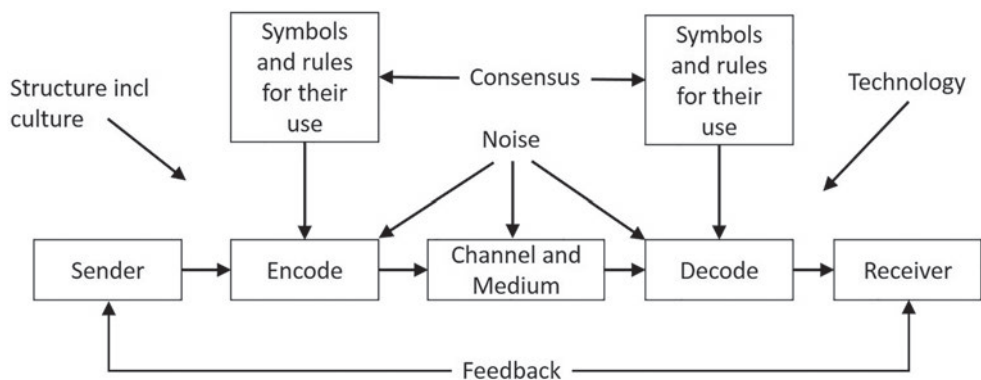 Symbols
and rules
for their
use
Symbols
and rules
for their
use
Structure incl
culture
Consensus
Technology
Noise
Sender
Encode
Channel and
Medium
Decode
Receiver
Feedback